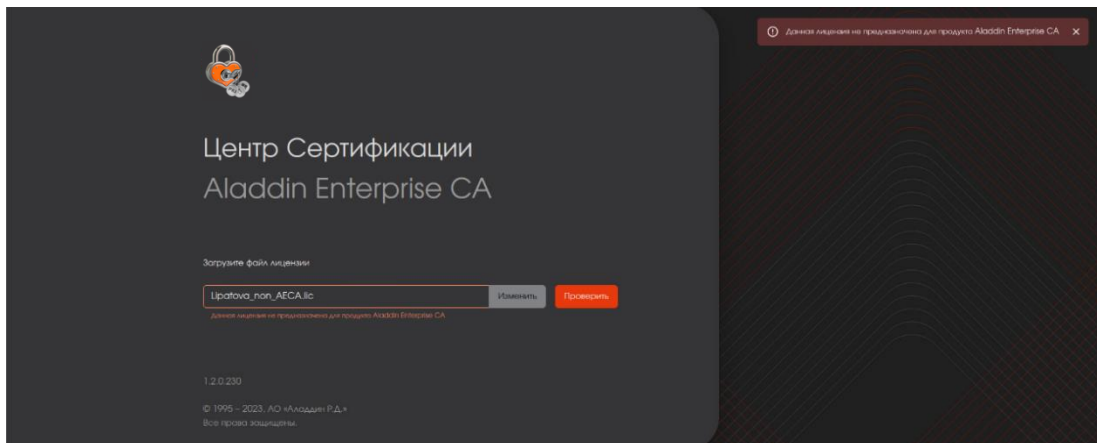 Данная лицензия не предназначена для продукта Aladdin Enterprise CA
Центр Сертификации
Aladdin Enterprise CA
Загрузите файл лицензии
Lipatova_non_AECA.lic
Изменить
Проверить
Данная лицензия не предназначена для продукта Aladdin Enterprise CA
1.2.0.230
© 1995 – 2023, АО «Аладдин Р.Д.»
Все права защищены.